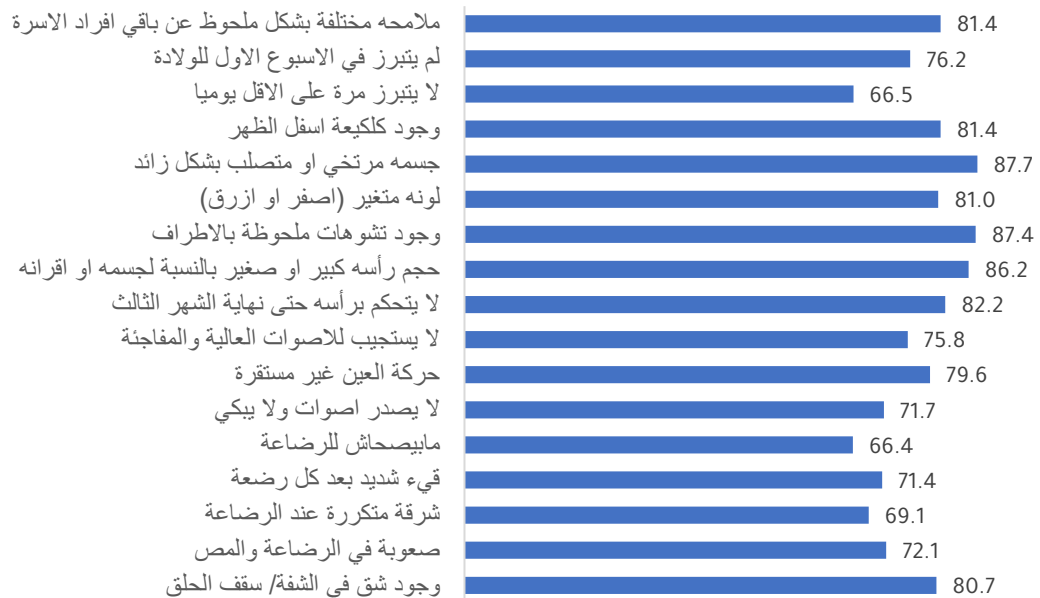 ملامحه مختلفة بشكل ملحوظ عن باقي افراد الاسرة 81.4
لم يتبرز في الاسبوع الاول للولادة 76.2
لا يتبرز مرة على الاقل يوميا 66.5
وجود كلكيعة اسفل الظهر 81.4
جسمه مرتخي او متصلب بشكل زائد 87.7
لونه متغير (اصفر او ازرق) 81.0
وجود تشوهات ملحوظة بالاطراف 87.4
حجم رأسه كبير او صغير بالنسبة لجسمه او اقرانه 86.2
لا يتحكم برأسه حتى نهاية الشهر الثالث 82.2
لا يستجيب للاصوات العالية والمفاجئة 75.8
حركة العين غير مستقرة 79.6
لا يصدر اصوات ولا يبكي 71.7
مابيصحاش للرضاعة 66.4
قيء شديد بعد كل رضعة 71.4
شرقة متكررة عند الرضاعة 69.1
صعوبة في الرضاعة والمص 72.1
وجود شق في الشفة/ سقف الحلق 80.7